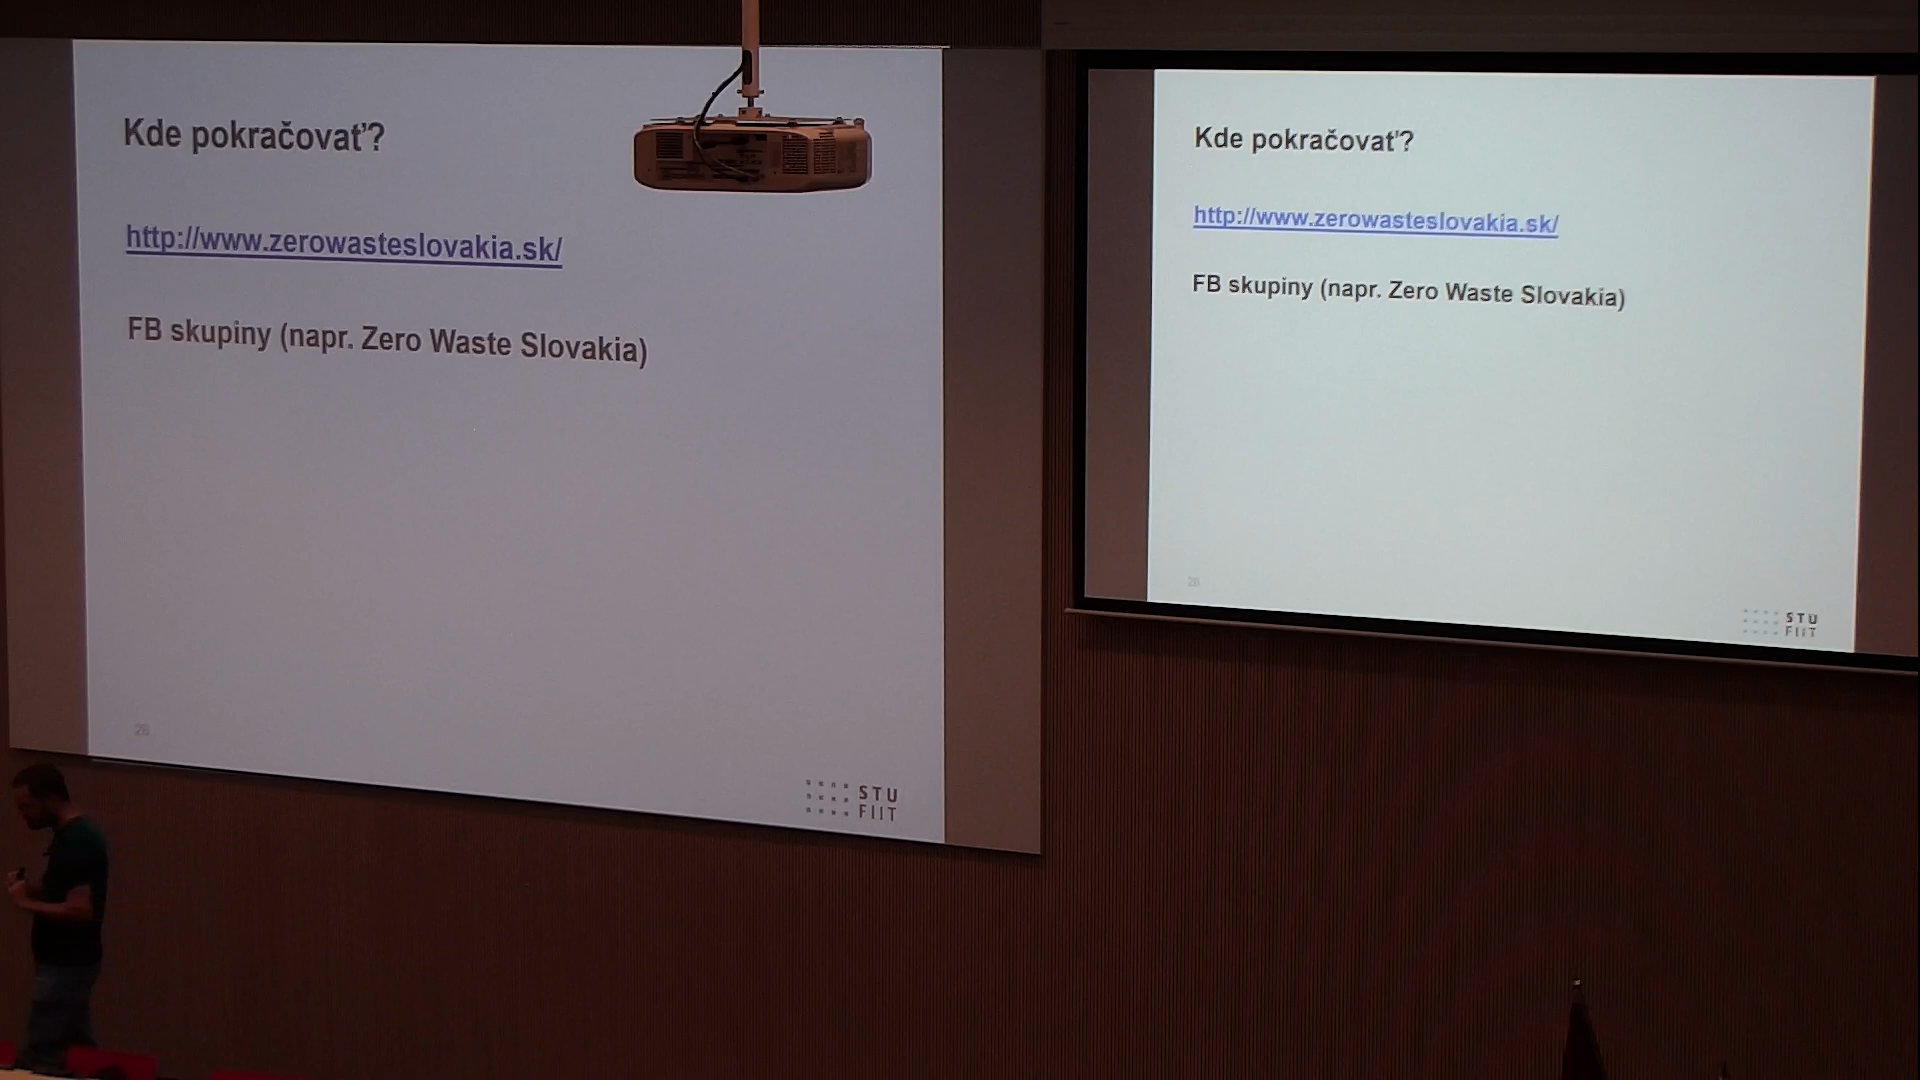 Kde pokračovať?
http://www.zerowasteslovakia.sk/
FB skupiny (napr. Zero Waste Slovakia)
STU
FIIT
Kde pokračovať?
http://www.zerowasteslovakia.sk/
FB skupiny (napr. Zero Waste Slovakia)
STU
FIIT